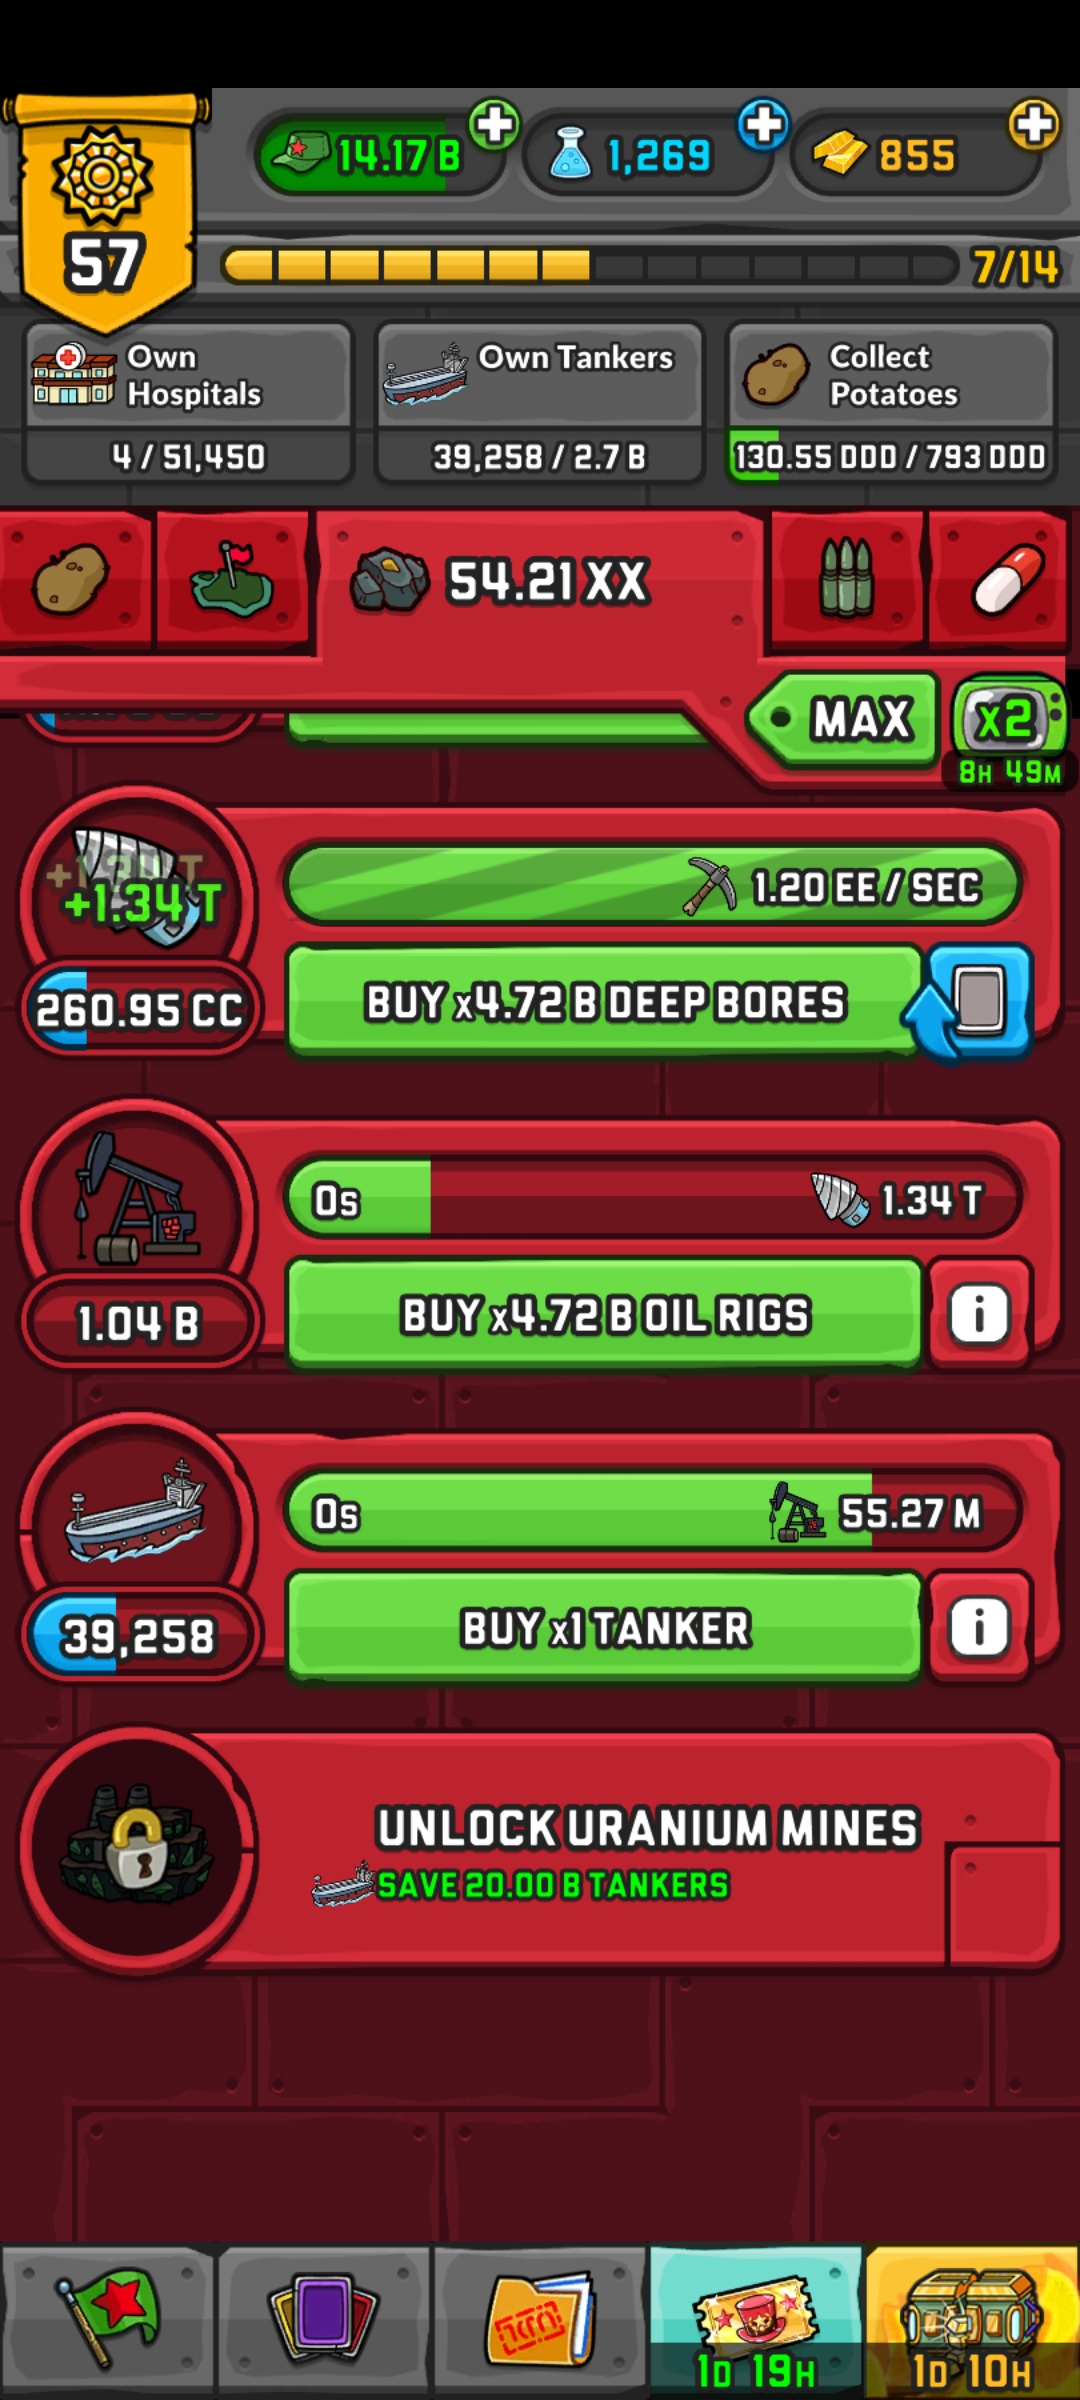 14.17 B
1,269
855
57
7/14
Own
Hospitals
4 / 51,450
Own Tankers
39,258 / 2.7 B
Collect
Potatoes
130.55 DDD / 793 DDD
54.21 XX
MAX
x2
8H 49M
+1.34 T
+1.34 T
260.95 CC
1.20 EE / SEC
BUY x4.72 B DEEP BORES
0s
1.34 T
1.04 B
BUY x4.72 B OIL RIGS
i
0s
55.27 M
39,258
BUY x1 TANKER
i
UNLOCK URANIUM MINES
SAVE 20.00 B TANKERS
1D 19H
1D 10H